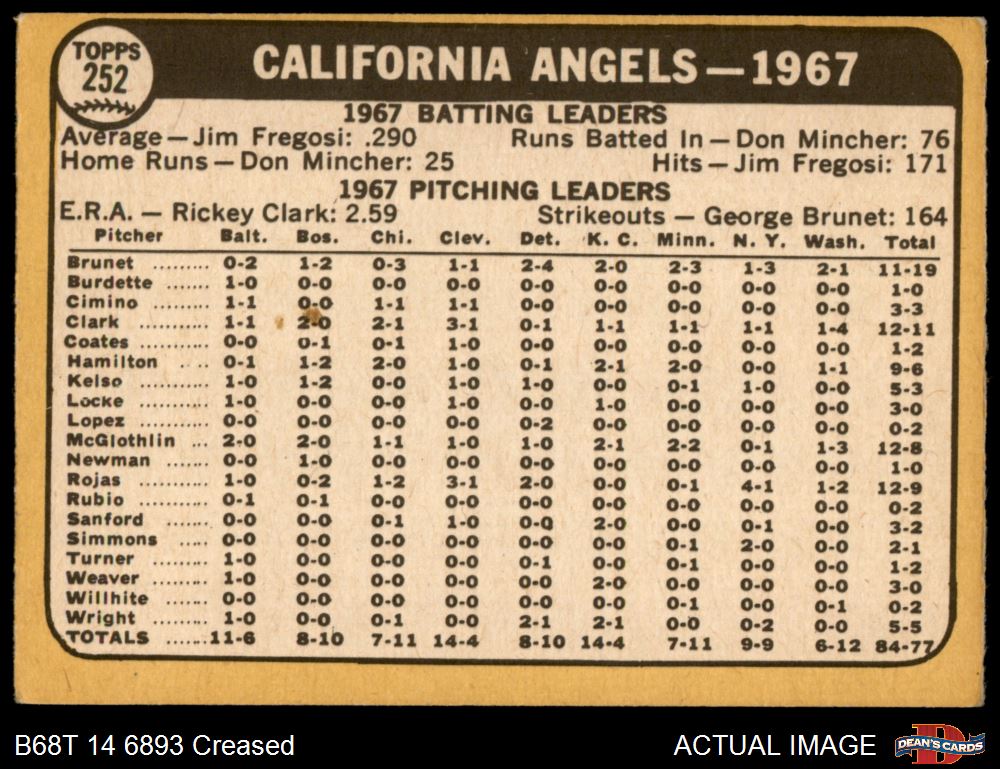 TOPPS
252
CALIFORNIA ANGELS—1967
1967 BATTING LEADERS
Average—Jim Fregosi: .290 Runs Batted In—Don Mincher: 76
Home Runs—Don Mincher: 25 Hits—Jim Fregosi: 171
1967 PITCHING LEADERS
E.R.A. — Rickey Clark: 2.59 Strikeouts — George Brunet: 164
Pitcher Balt. Bos. Chi. Clev. Det. K. C. Minn. N. Y. Wash. Total
Brunet ......... 0-2 1-2 0-3 1-1 2-4 2-0 2-3 1-3 2-1 11-19
Burdette ....... 1-0 0-0 0-0 0-0 0-0 0-0 0-0 0-0 0-0 1-0
Cimino ......... 1-1 0-0 1-1 1-1 0-0 0-0 0-0 0-0 0-0 3-3
Clark .......... 1-1 2-0 2-1 3-1 0-1 1-1 1-1 1-1 1-4 12-11
Coates ......... 0-0 0-1 0-1 1-0 0-0 0-0 0-0 0-0 0-0 1-2
Hamilton .... 0-1 1-2 2-0 1-0 0-1 2-1 2-0 0-0 1-1 9-6
Kelso .......... 1-0 1-2 0-0 1-0 1-0 0-0 0-1 1-0 0-0 5-3
Locke .......... 1-0 0-0 0-0 1-0 0-0 1-0 0-0 0-0 0-0 3-0
Lopez .......... 0-0 0-0 0-0 0-0 0-2 0-0 0-0 0-0 0-0 0-2
McGlothlin ... 2-0 2-0 1-1 1-0 1-0 2-1 2-2 0-1 1-3 12-8
Newman ....... 0-0 1-0 0-0 0-0 0-0 0-0 0-0 0-0 0-0 1-0
Rojas .......... 1-0 0-2 1-2 3-1 2-0 0-0 0-1 4-1 1-2 12-9
Rubio .......... 0-1 0-1 0-0 0-0 0-0 0-0 0-0 0-0 0-0 0-2
Sanford ........ 0-0 0-0 0-1 1-0 0-0 2-0 0-0 0-1 0-0 3-2
Simmons ..... 0-0 0-0 0-0 0-0 0-0 0-0 0-1 2-0 0-0 2-1
Turner ......... 1-0 0-0 0-0 0-0 0-1 0-0 0-1 0-0 0-0 1-2
Weaver ........ 1-0 0-0 0-0 0-0 0-0 2-0 0-0 0-0 0-0 3-0
Willhite ....... 0-0 0-0 0-0 0-0 0-0 0-0 0-1 0-0 0-1 0-2
Wright ......... 1-0 0-0 0-1 0-0 2-1 2-1 0-0 0-2 0-0 5-5
TOTALS ...... 11-6 8-10 7-11 14-4 8-10 14-4 7-11 9-9 6-12 84-77
B68T 14 6893 Creased ACTUAL IMAGE
D
DEAN'S CARDS